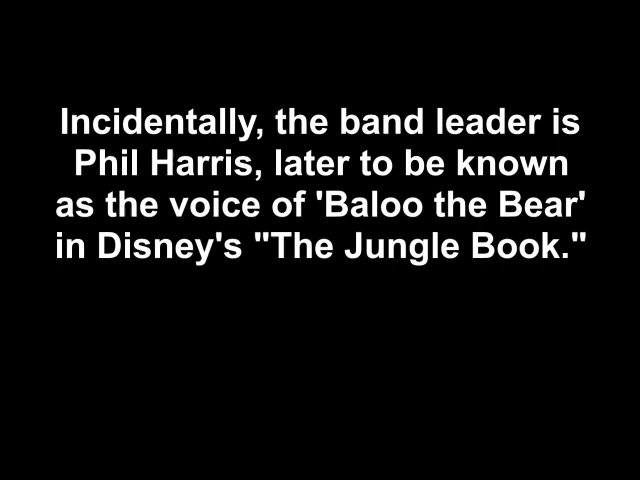 Incidentally, the band leader is
Phil Harris, later to be known
as the voice of 'Baloo the Bear'
in Disney's "The Jungle Book."